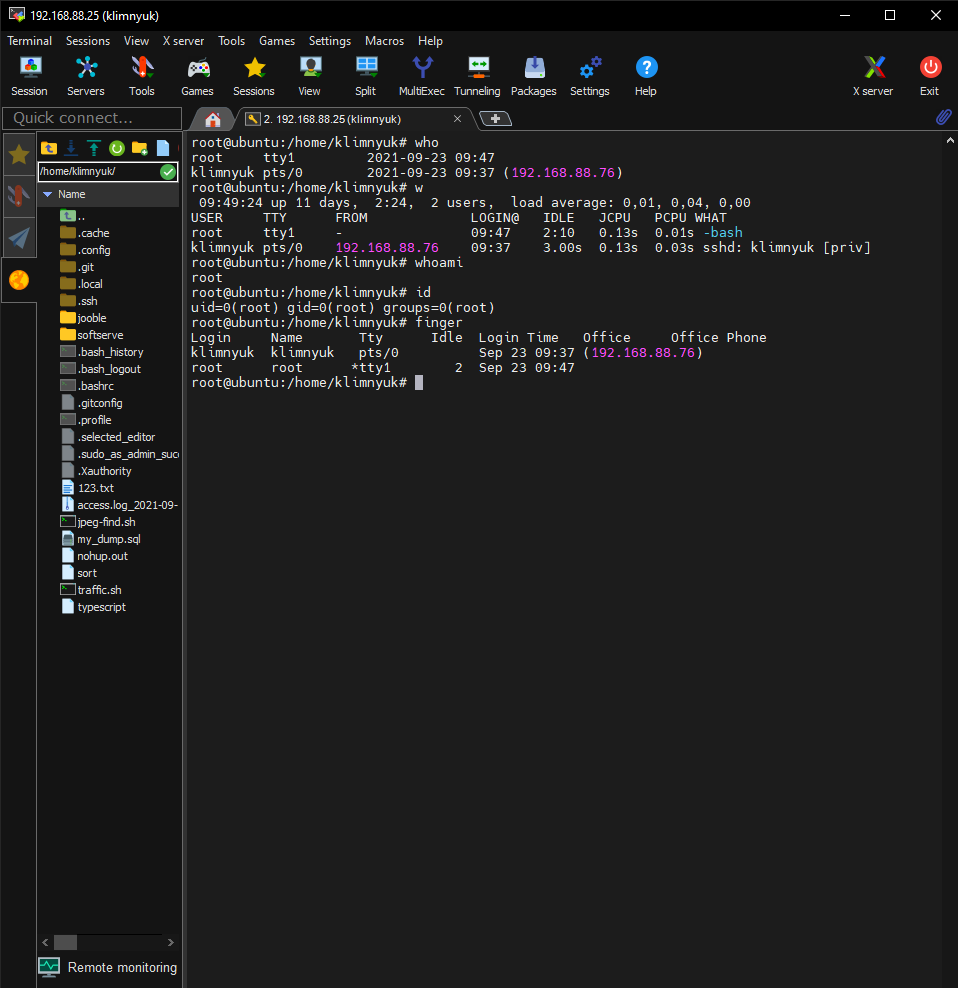 192.168.88.25 (klimnyuk)
Terminal Sessions View X server Tools Games Settings Macros Help
Session Servers Tools Games Sessions View Split MultiExec Tunneling Packages Settings Help X server Exit
Quick connect...
2. 192.168.88.25 (klimnyuk)
/home/klimnyuk/
Name
..
.cache
.config
.git
.local
.ssh
jooble
softserve
.bash_history
.bash_logout
.bashrc
.gitconfig
.profile
.selected_editor
.sudo_as_admin_succ
.Xauthority
123.txt
access.log_2021-09-
jpeg-find.sh
my_dump.sql
nohup.out
sort
traffic.sh
typescript
Remote monitoring
root@ubuntu:/home/klimnyuk# who
root     tty1         2021-09-23 09:47
klimnyuk pts/0        2021-09-23 09:37 (192.168.88.76)
root@ubuntu:/home/klimnyuk# w
 09:49:24 up 11 days,  2:24,  2 users,  load average: 0,01, 0,04, 0,00
USER     TTY      FROM             LOGIN@   IDLE   JCPU   PCPU WHAT
root     tty1     -                09:47    2:10   0.13s  0.01s -bash
klimnyuk pts/0    192.168.88.76    09:37    3.00s  0.13s  0.03s sshd: klimnyuk [priv]
root@ubuntu:/home/klimnyuk# whoami
root
root@ubuntu:/home/klimnyuk# id
uid=0(root) gid=0(root) groups=0(root)
root@ubuntu:/home/klimnyuk# finger
Login     Name       Tty      Idle  Login Time   Office     Office Phone
klimnyuk  klimnyuk   pts/0          Sep 23 09:37 (192.168.88.76)
root      root      *tty1        2  Sep 23 09:47
root@ubuntu:/home/klimnyuk#